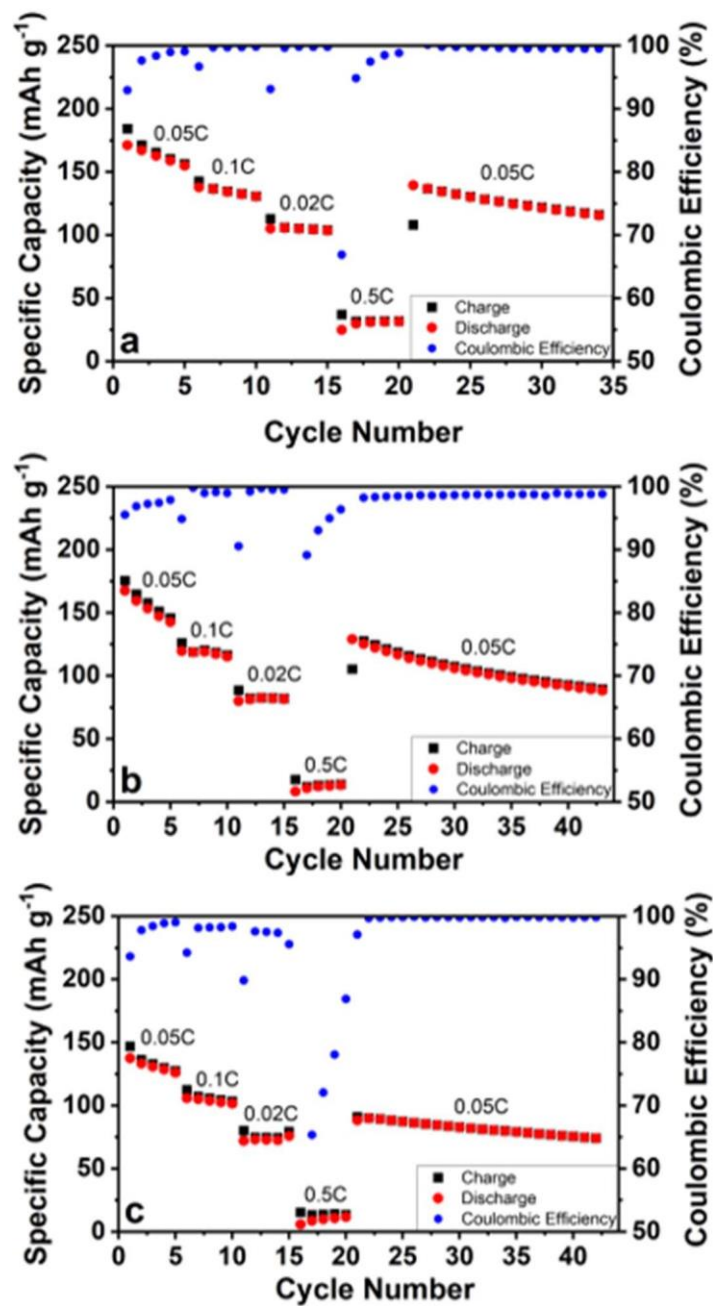 250
200
150
100
50
0
100
90
80
70
60
50
Specific Capacity (mAh g-1)
Coulombic Efficiency (%)
0.05C
0.1C
0.02C
0.5C
0.05C
Charge
Discharge
Coulombic Efficiency
a
0 5 10 15 20 25 30 35
Cycle Number
250
200
150
100
50
0
100
90
80
70
60
50
Specific Capacity (mAh g-1)
Coulombic Efficiency (%)
0.05C
0.1C
0.02C
0.5C
0.05C
Charge
Discharge
Coulombic Efficiency
b
0 5 10 15 20 25 30 35 40
Cycle Number
250
200
150
100
50
0
100
90
80
70
60
50
Specific Capacity (mAh g-1)
Coulombic Efficiency (%)
0.05C
0.1C
0.02C
0.5C
0.05C
Charge
Discharge
Coulombic Efficiency
c
0 5 10 15 20 25 30 35 40
Cycle Number